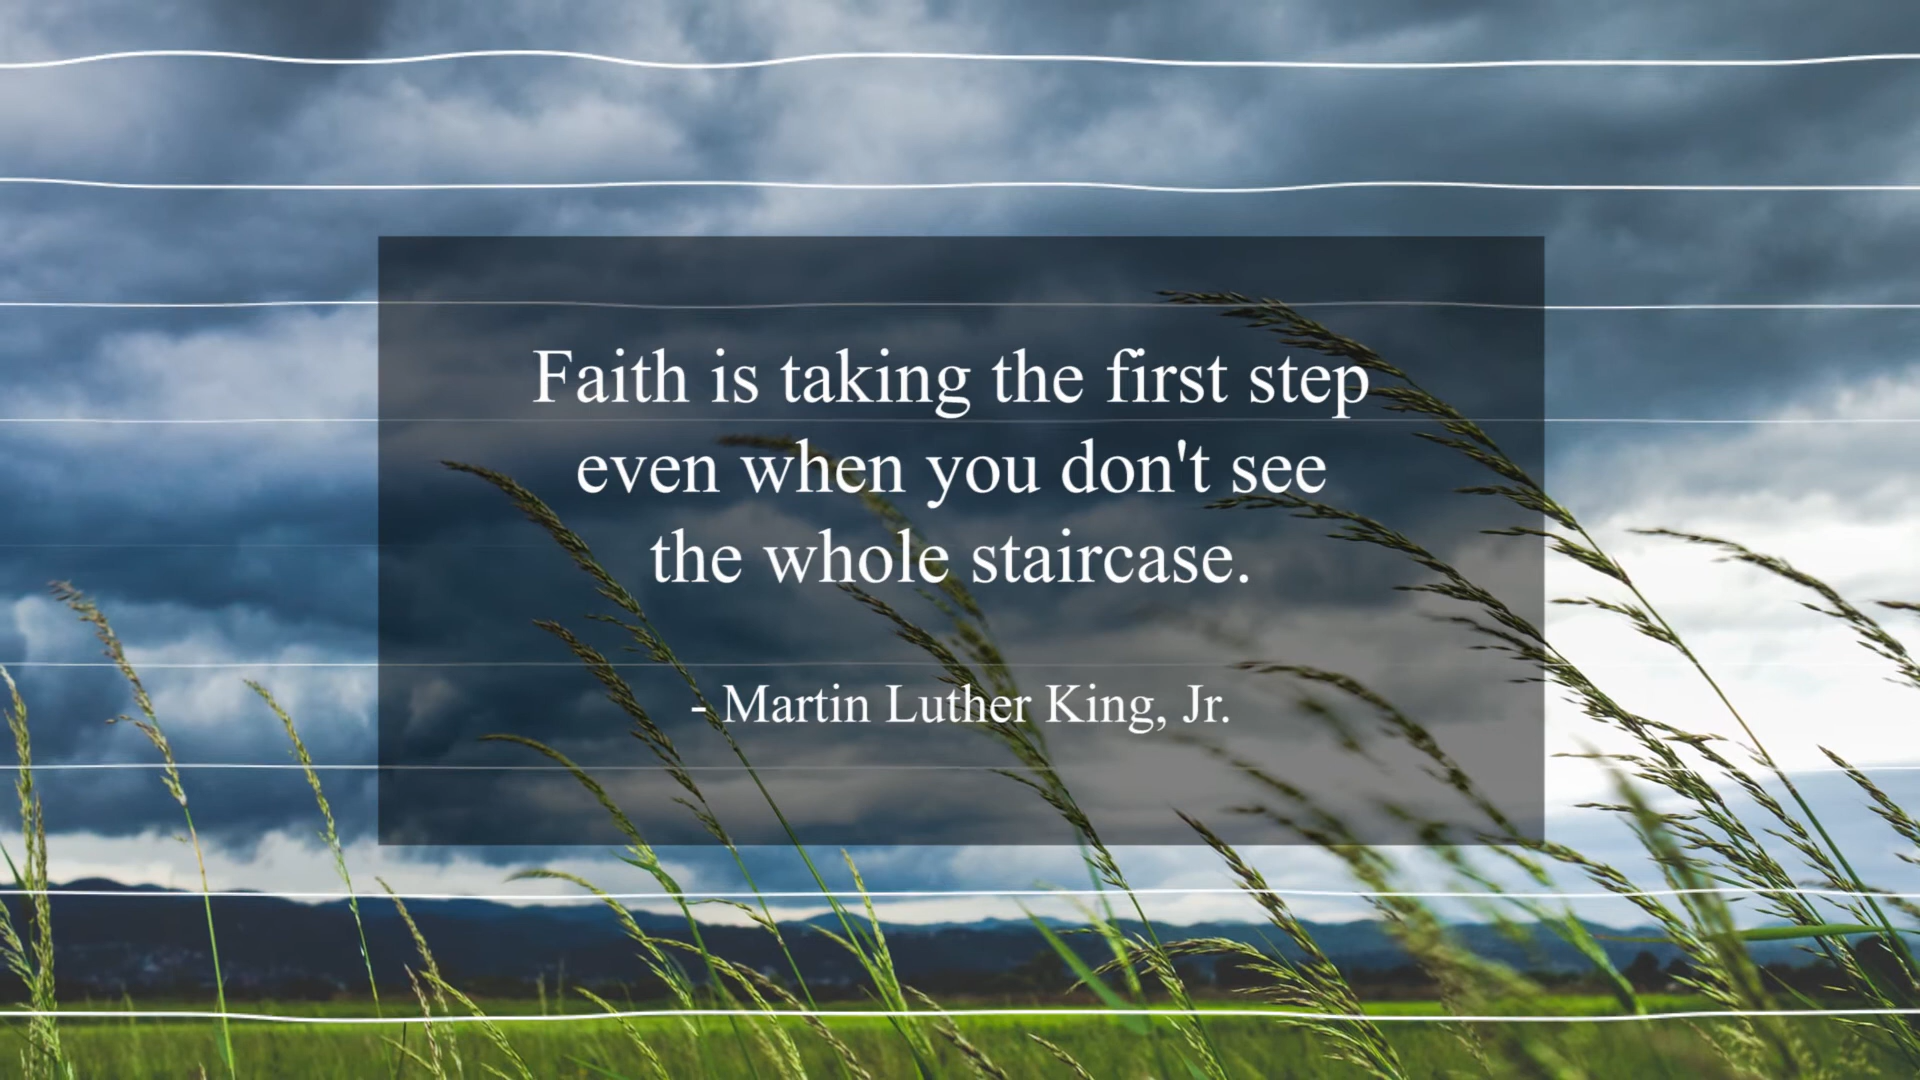 Faith is taking the first step
even when you don't see
the whole staircase.
- Martin Luther King, Jr.